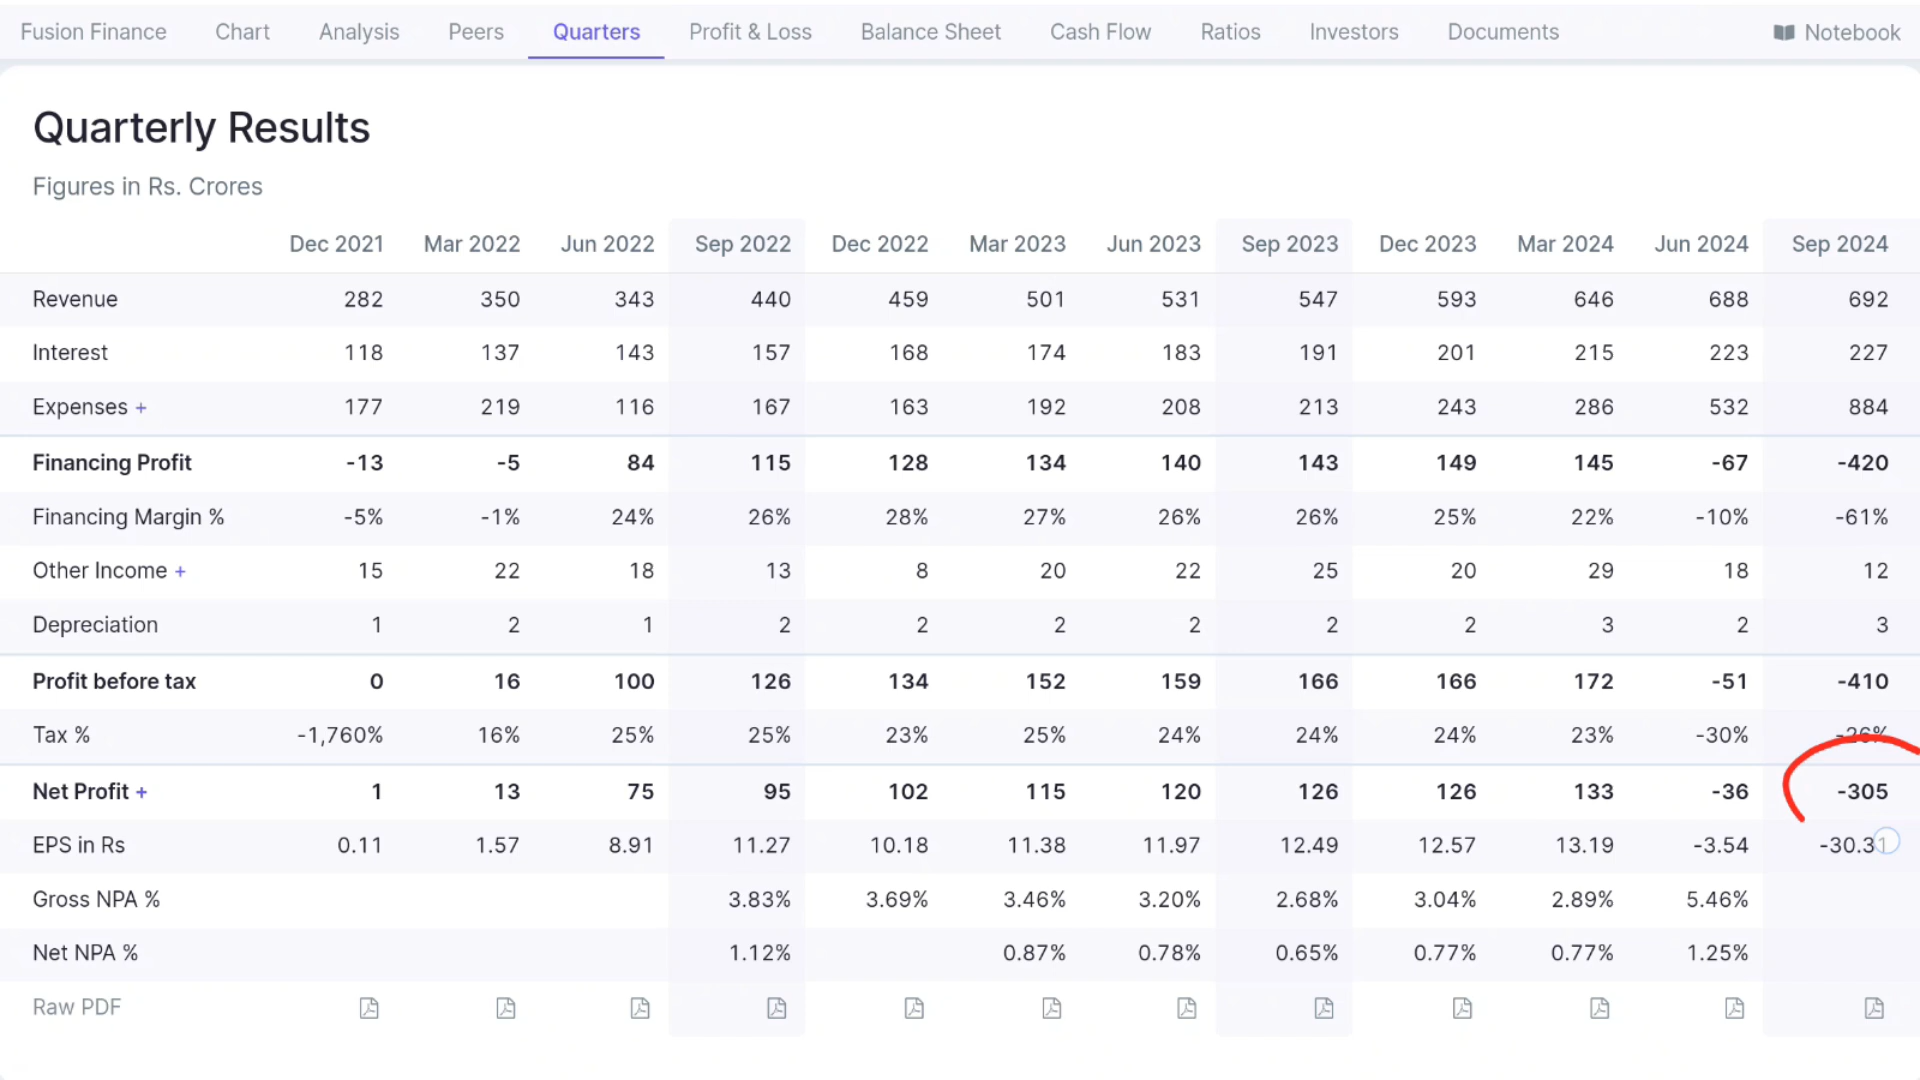 Fusion Finance Chart Analysis Peers Quarters Profit & Loss Balance Sheet Cash Flow Ratios Investors Documents Notebook
Quarterly Results
Figures in Rs. Crores
Dec 2021 Mar 2022 Jun 2022 Sep 2022 Dec 2022 Mar 2023 Jun 2023 Sep 2023 Dec 2023 Mar 2024 Jun 2024 Sep 2024
Revenue 282 350 343 440 459 501 531 547 593 646 688 692
Interest 118 137 143 157 168 174 183 191 201 215 223 227
Expenses + 177 219 116 167 163 192 208 213 243 286 532 884
Financing Profit -13 -5 84 115 128 134 140 143 149 145 -67 -420
Financing Margin % -5% -1% 24% 26% 28% 27% 26% 26% 25% 22% -10% -61%
Other Income + 15 22 18 13 8 20 22 25 20 29 18 12
Depreciation 1 2 1 2 2 2 2 2 2 3 2 3
Profit before tax 0 16 100 126 134 152 159 166 166 172 -51 -410
Tax % -1,760% 16% 25% 25% 23% 25% 24% 24% 24% 23% -30% -26%
Net Profit + 1 13 75 95 102 115 120 126 126 133 -36 -305
EPS in Rs 0.11 1.57 8.91 11.27 10.18 11.38 11.97 12.49 12.57 13.19 -3.54 -30.31
Gross NPA % 3.83% 3.69% 3.46% 3.20% 2.68% 3.04% 2.89% 5.46%
Net NPA % 1.12% 0.87% 0.78% 0.65% 0.77% 0.77% 1.25%
Raw PDF